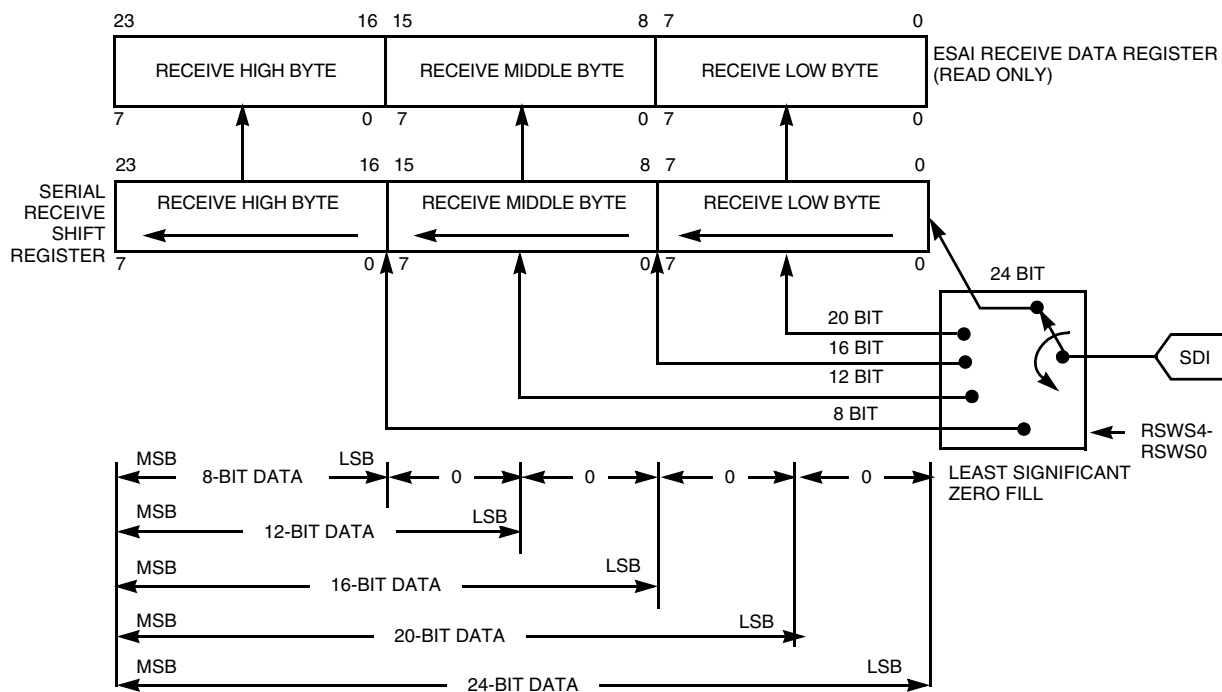 23 16 15 8 7 0
RECEIVE HIGH BYTE RECEIVE MIDDLE BYTE RECEIVE LOW BYTE
ESAI RECEIVE DATA REGISTER
(READ ONLY)
7 0 7 0 7 0
23 16 15 8 7 0
SERIAL
RECEIVE
SHIFT
REGISTER
RECEIVE HIGH BYTE RECEIVE MIDDLE BYTE RECEIVE LOW BYTE
7 0 7 0 7 0
24 BIT
20 BIT
16 BIT
12 BIT
8 BIT
SDI
RSWS4-
RSWS0
MSB 8-BIT DATA LSB 0 0 0 0
LEAST SIGNIFICANT
ZERO FILL
MSB 12-BIT DATA LSB
MSB 16-BIT DATA LSB
MSB 20-BIT DATA LSB
MSB 24-BIT DATA LSB